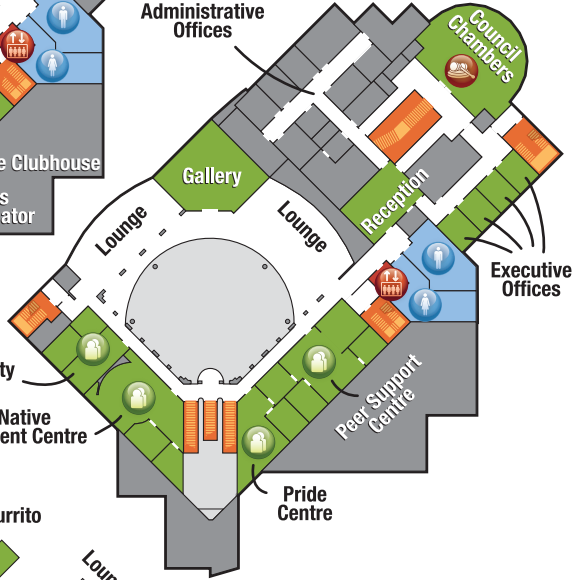 Administrative
Offices
Council
Chambers
e Clubhouse
s
ator
Gallery
Reception
Lounge
Lounge
Executive
Offices
ty
Native
ent Centre
Peer Support
Centre
Pride
Centre
urrito
Loun